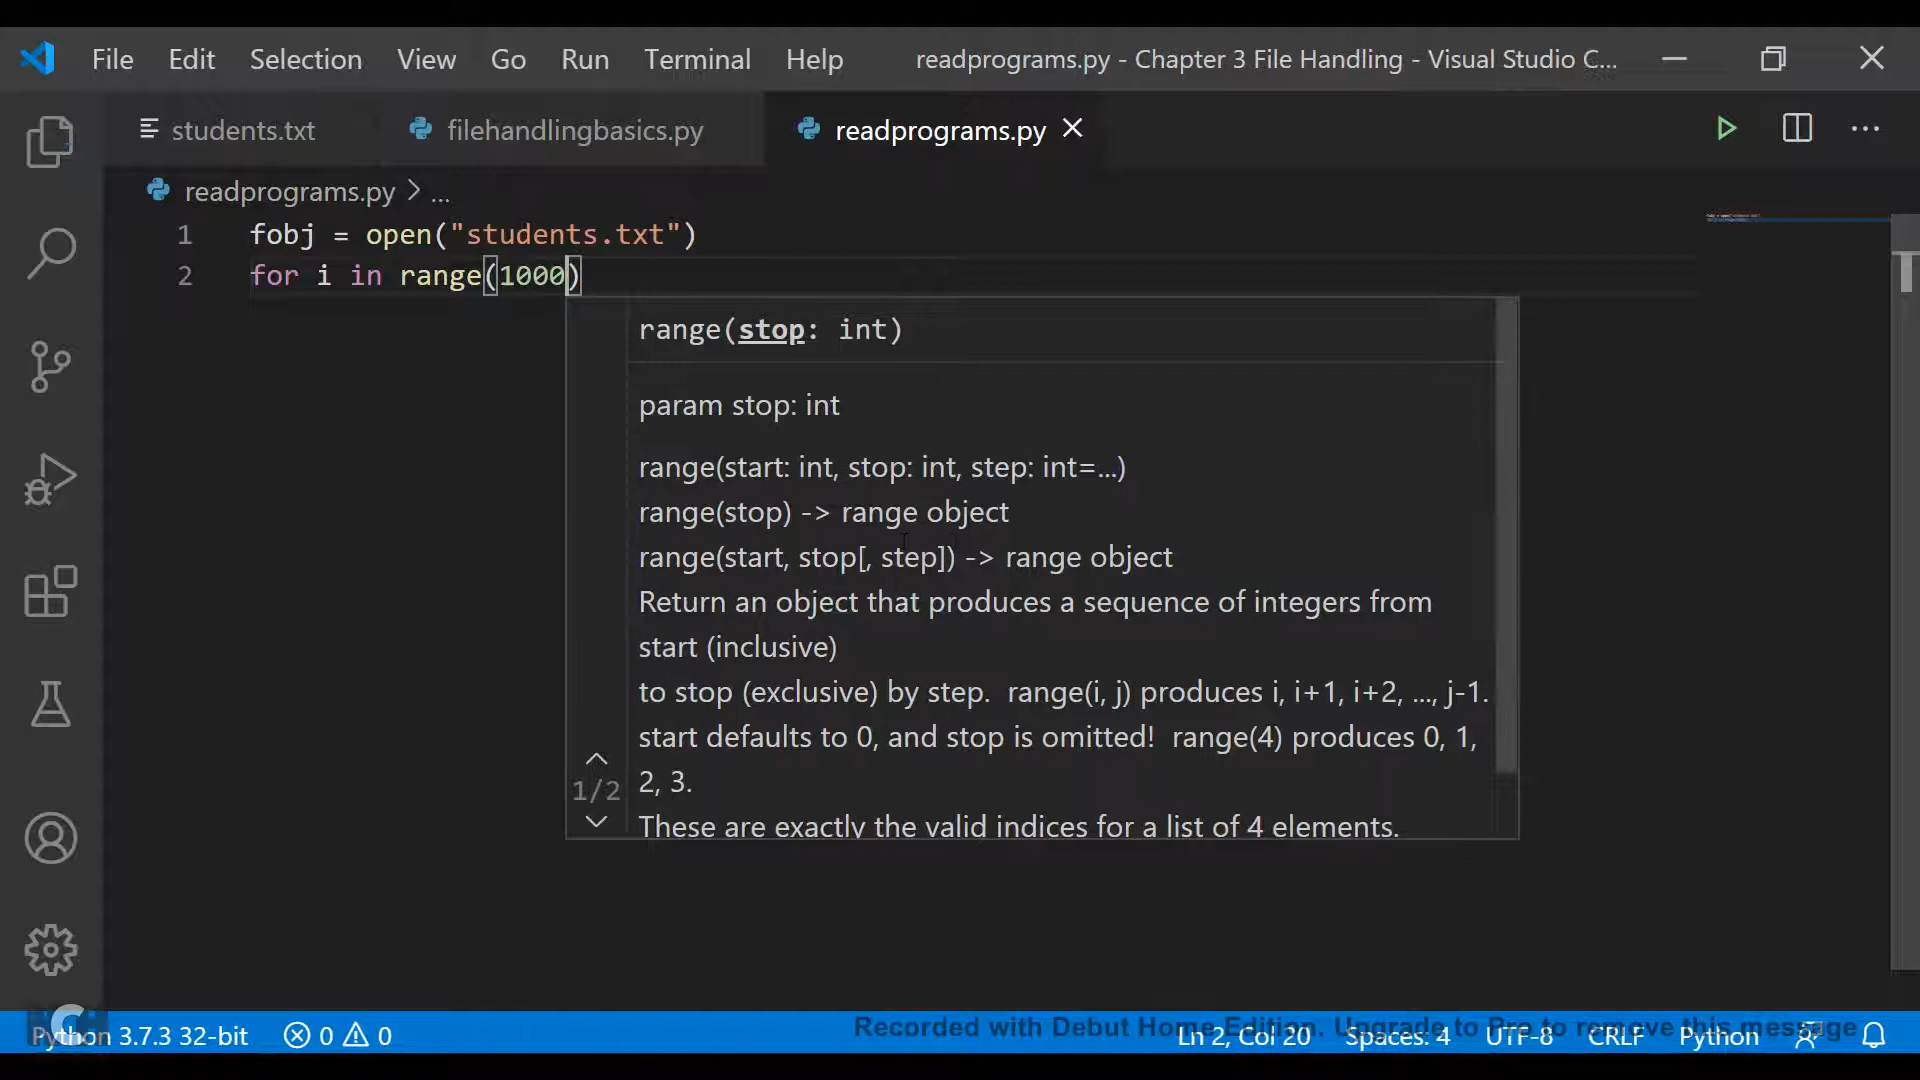 File Edit Selection View Go Run Terminal Help readprograms.py - Chapter 3 File Handling - Visual Studio C...
students.txt filehandlingbasics.py readprograms.py
readprograms.py > ...
1 fobj = open("students.txt")
2 for i in range(1000)
range(stop: int)
param stop: int
range(start: int, stop: int, step: int=...)
range(stop) -> range object
range(start, stop[, step]) -> range object
Return an object that produces a sequence of integers from
start (inclusive)
to stop (exclusive) by step. range(i, j) produces i, i+1, i+2, ..., j-1.
start defaults to 0, and stop is omitted! range(4) produces 0, 1,
2, 3.
1/2
These are exactly the valid indices for a list of 4 elements.
Recorded with Debut Home Edition. Upgrade to Pro to remove this message
Python 3.7.3 32-bit 0 0 Ln 2, Col 20 Spaces: 4 UTF-8 CRLF Python